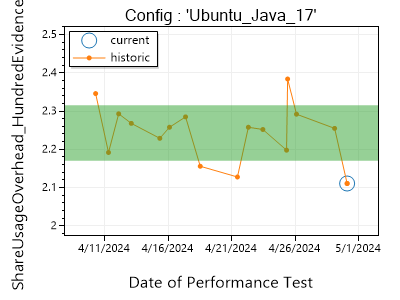 Config : 'Ubuntu_Java_17'
ShareUsageOverhead_HundredEvidence
current
historic
2.5
2.4
2.3
2.2
2.1
2
4/11/2024 4/16/2024 4/21/2024 4/26/2024 5/1/2024
Date of Performance Test